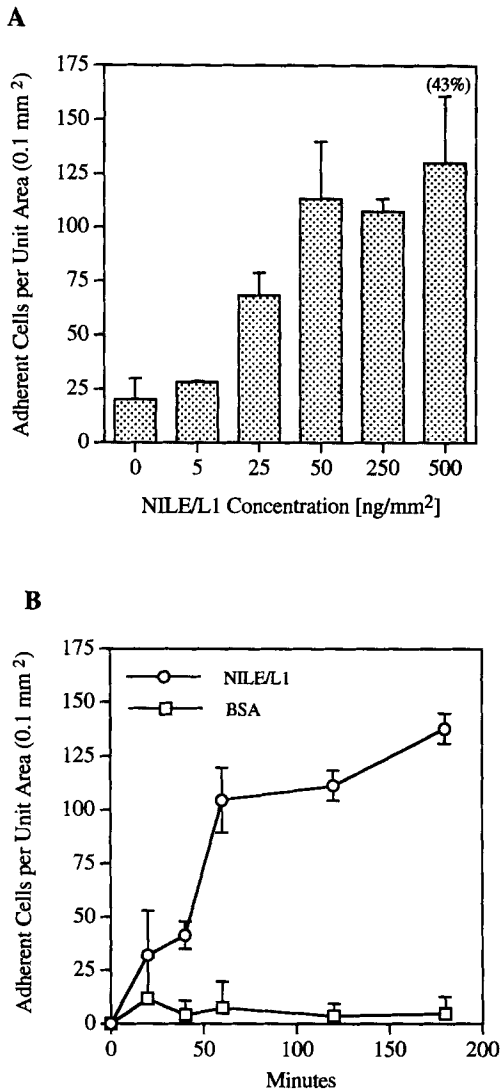 A
Adherent Cells per Unit Area (0.1 mm 2)
175
150
125
100
75
50
25
0
(43%)
0 5 25 50 250 500
NILE/L1 Concentration [ng/mm2]
B
Adherent Cells per Unit Area (0.1 mm 2)
175
150
125
100
75
50
25
0
NILE/L1
BSA
0 50 100 150 200
Minutes